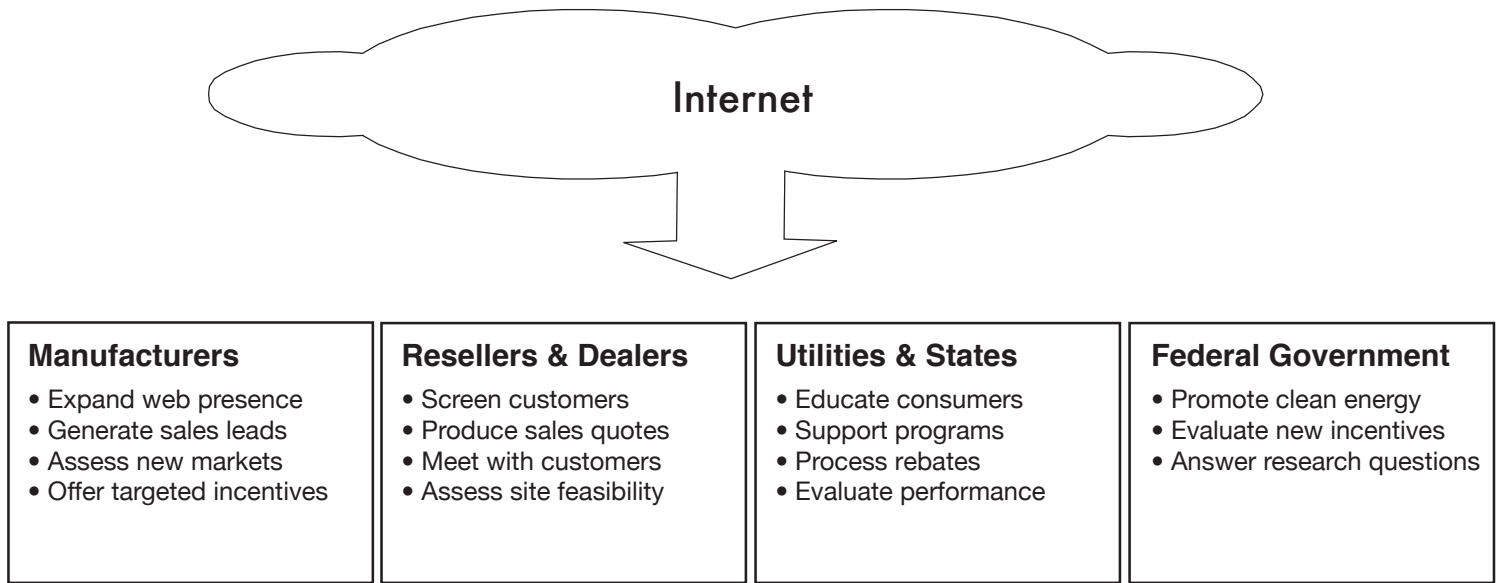 Internet
Manufacturers
• Expand web presence
• Generate sales leads
• Assess new markets
• Offer targeted incentives
Resellers & Dealers
• Screen customers
• Produce sales quotes
• Meet with customers
• Assess site feasibility
Utilities & States
• Educate consumers
• Support programs
• Process rebates
• Evaluate performance
Federal Government
• Promote clean energy
• Evaluate new incentives
• Answer research questions